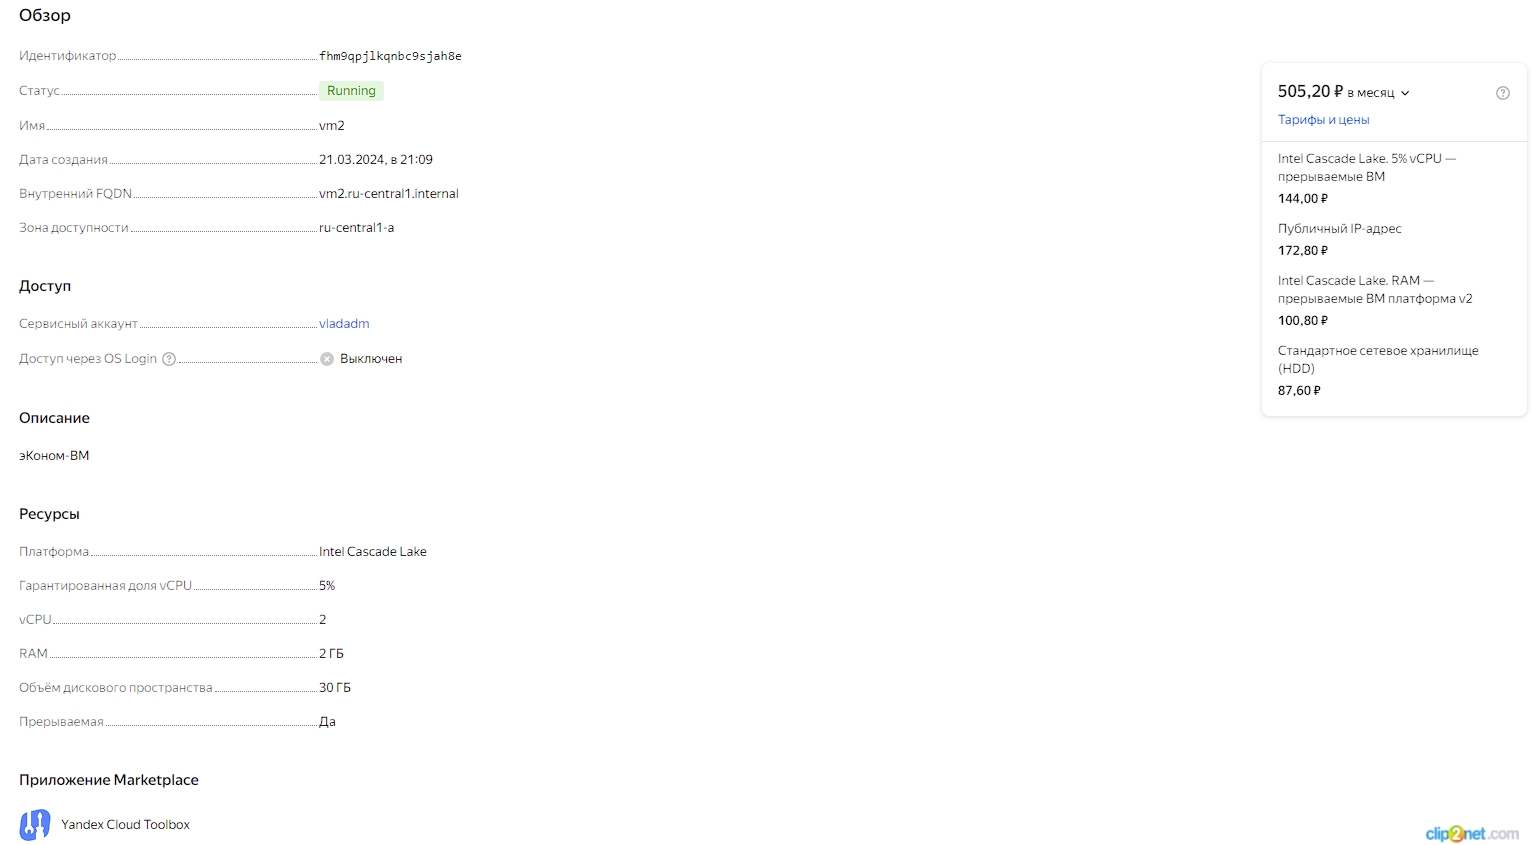 Обзор
Идентификатор fhm9qpjlkqnbc9sjah8e
Статус Running
Имя vm2
Дата создания 21.03.2024, в 21:09
Внутренний FQDN vm2.ru-central1.internal
Зона доступности ru-central1-a
Доступ
Сервисный аккаунт vladadm
Доступ через OS Login Выключен
Описание
эКоном-ВМ
Ресурсы
Платформа Intel Cascade Lake
Гарантированная доля vCPU 5%
vCPU 2
RAM 2 ГБ
Объём дискового пространства 30 ГБ
Прерываемая Да
Приложение Marketplace
Yandex Cloud Toolbox
505,20 ₽ в месяц
Тарифы и цены
Intel Cascade Lake. 5% vCPU —
прерываемые ВМ
144,00 ₽
Публичный IP-адрес
172,80 ₽
Intel Cascade Lake. RAM —
прерываемые ВМ платформа v2
100,80 ₽
Стандартное сетевое хранилище
(HDD)
87,60 ₽
clip2net.com